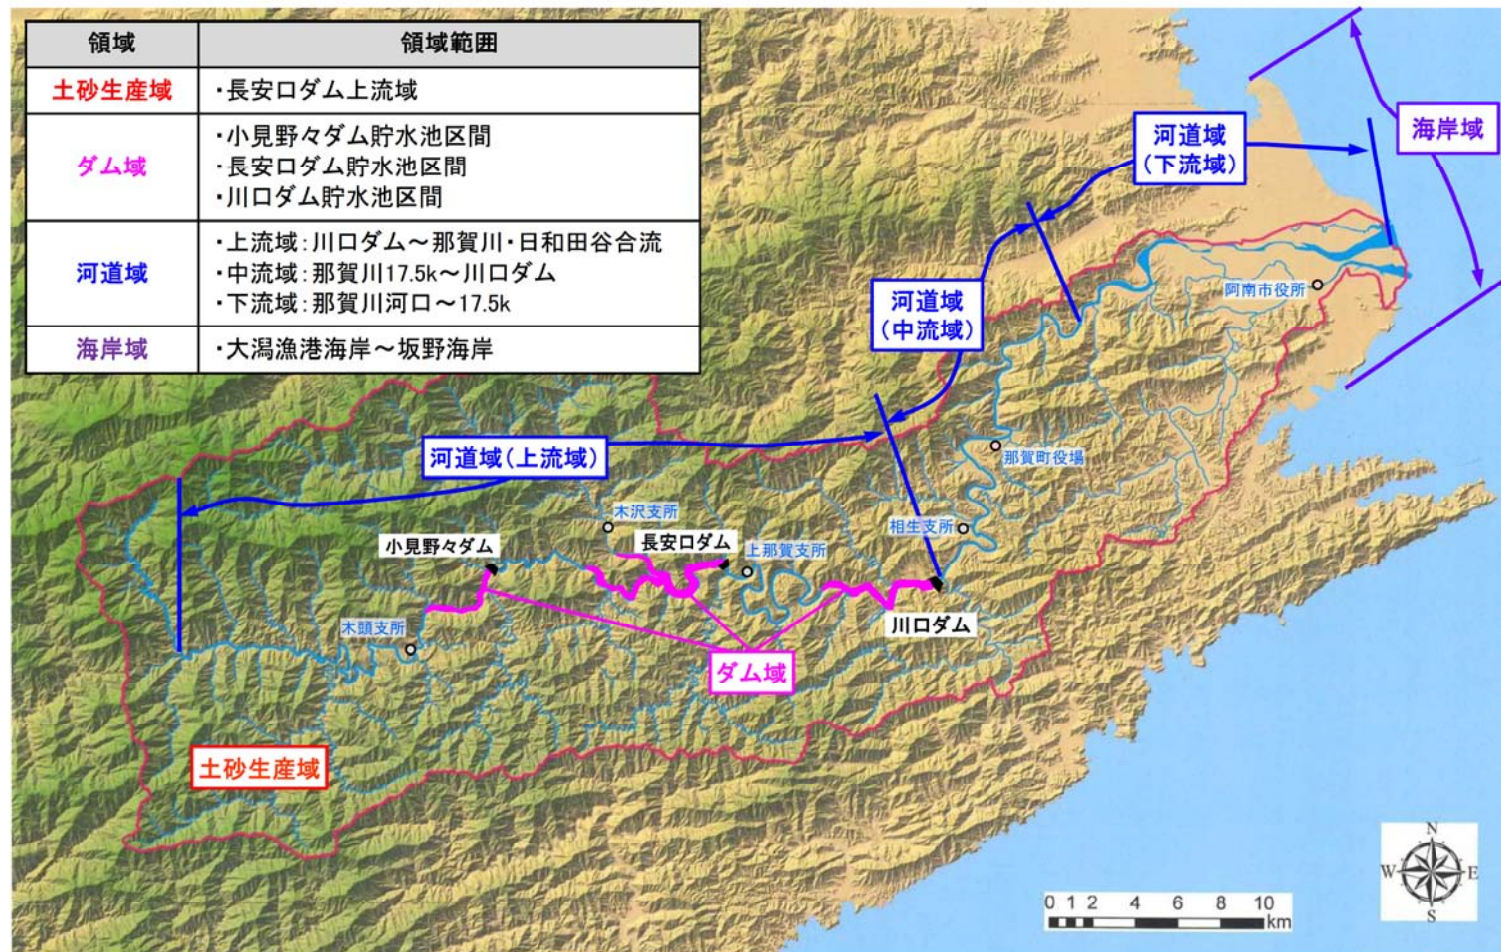 領域 領域範囲
土砂生産域 ・長安口ダム上流域
ダム域 ・小見野々ダム貯水池区間
・長安口ダム貯水池区間
・川口ダム貯水池区間
河道域 ・上流域：川口ダム～那賀川・日和田谷合流
・中流域：那賀川17.5k～川口ダム
・下流域：那賀川河口～17.5k
海岸域 ・大潟漁港海岸～坂野海岸
海岸域
河道域
（下流域）
河道域
（中流域）
阿南市役所
河道域（上流域）
那賀町役場
木沢支所
相生支所
小見野々ダム
長安口ダム
上那賀支所
川口ダム
木頭支所
ダム域
土砂生産域
N
W E
S
0 1 2 4 6 8 10
km